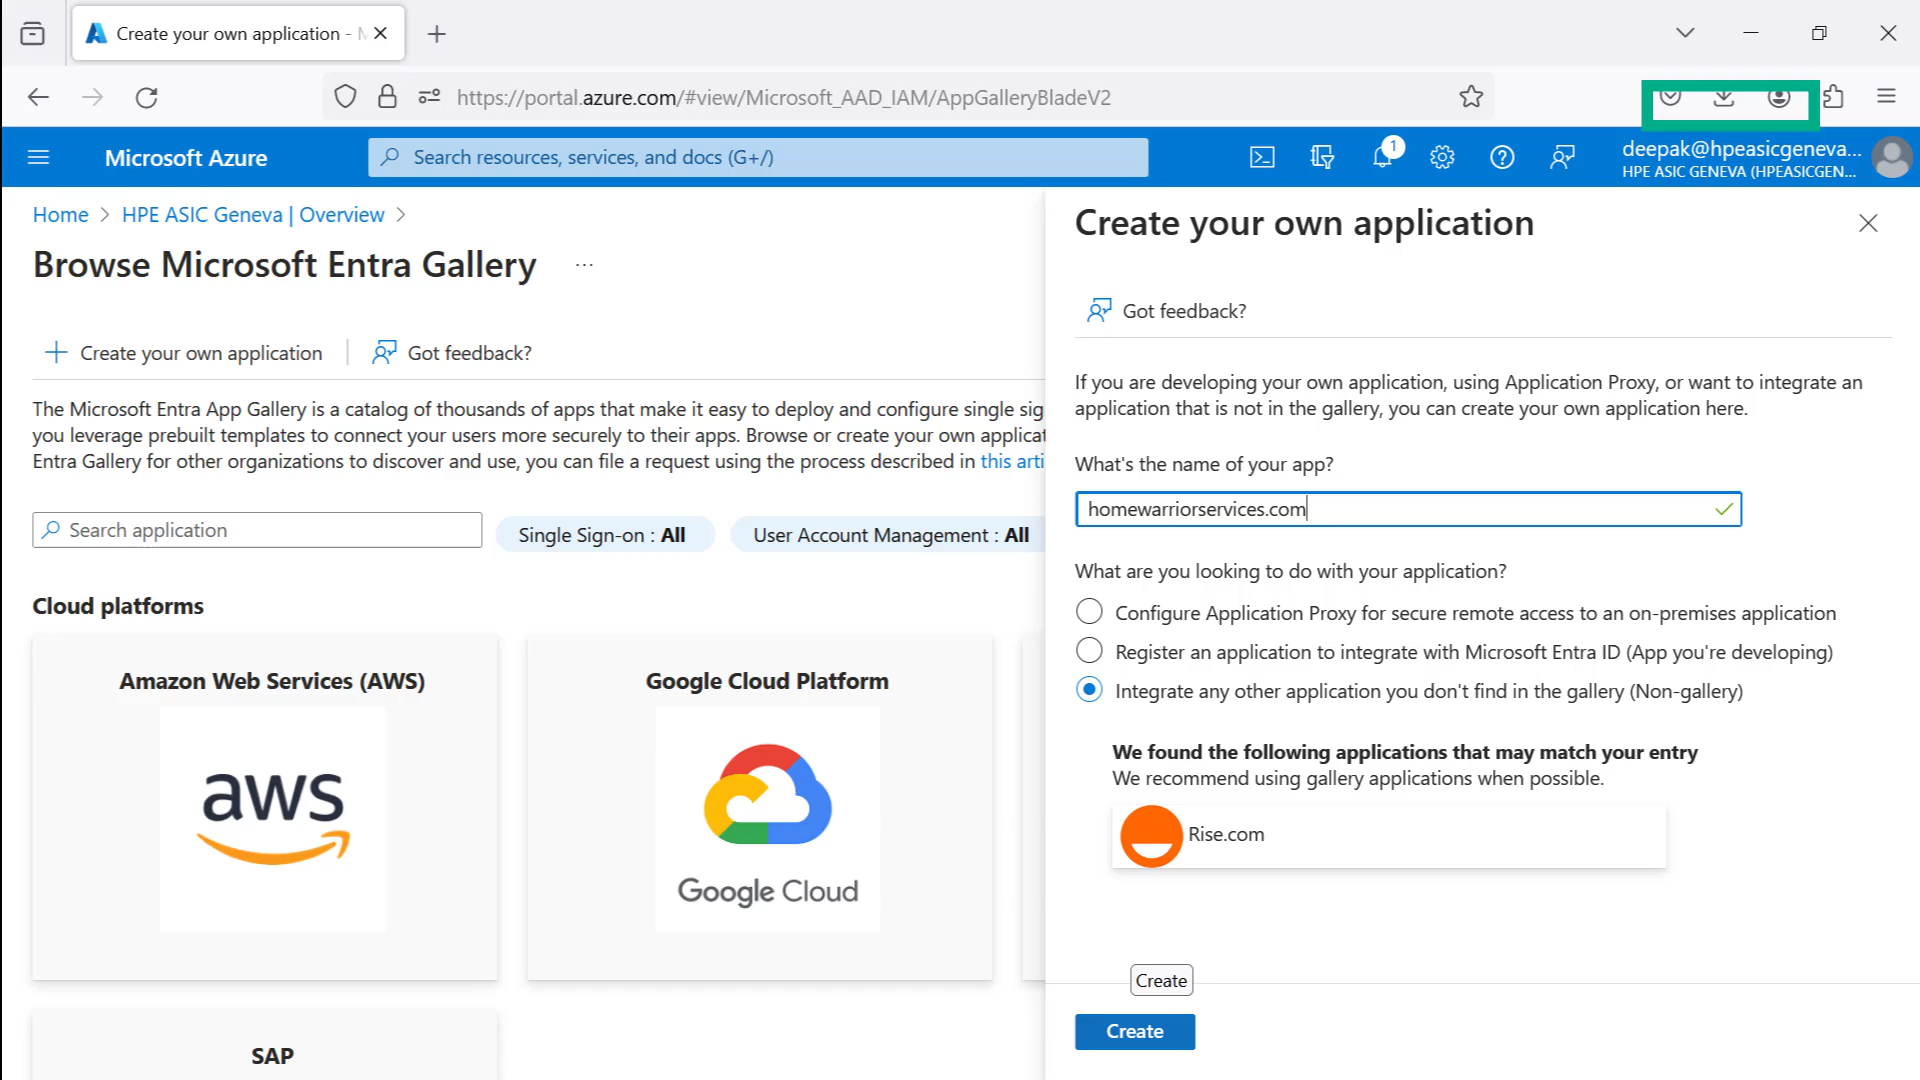 Create your own application - M
https://portal.azure.com/#view/Microsoft_AAD_IAM/AppGalleryBladeV2
Microsoft Azure
Search resources, services, and docs (G+/)
1
deepak@hpeasicgeneva...
HPE ASIC GENEVA (HPEASICGEN...
Home > HPE ASIC Geneva | Overview >
Browse Microsoft Entra Gallery ...
Create your own application
Got feedback?
The Microsoft Entra App Gallery is a catalog of thousands of apps that make it easy to deploy and configure single sig
you leverage prebuilt templates to connect your users more securely to their apps. Browse or create your own applicat
Entra Gallery for other organizations to discover and use, you can file a request using the process described in this arti
Search application
Single Sign-on : All
User Account Management : All
Cloud platforms
Amazon Web Services (AWS)
aws
Google Cloud Platform
Google Cloud
SAP
Create your own application
Got feedback?
If you are developing your own application, using Application Proxy, or want to integrate an
application that is not in the gallery, you can create your own application here.
What's the name of your app?
homewarriorservices.com
What are you looking to do with your application?
Configure Application Proxy for secure remote access to an on-premises application
Register an application to integrate with Microsoft Entra ID (App you're developing)
Integrate any other application you don't find in the gallery (Non-gallery)
We found the following applications that may match your entry
We recommend using gallery applications when possible.
Rise.com
Create
Create